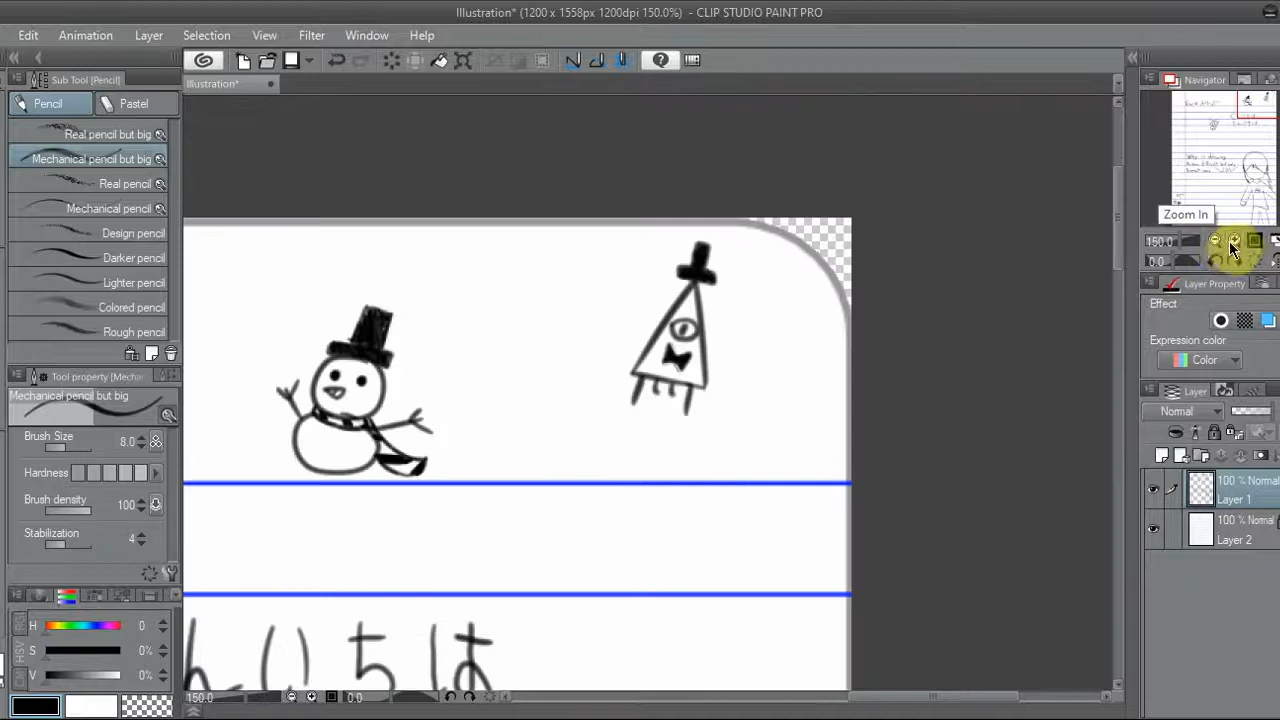 Illustration* (1200 x 1558px 1200dpi 150.0%) - CLIP STUDIO PAINT PRO
Edit Animation Layer Selection View Filter Window Help
Sub Tool [Pencil]
Illustration*
Navigator
Pencil Pastel
Real pencil but big
Mechanical pencil but big
Real pencil
Mechanical pencil
Design pencil
Darker pencil
Lighter pencil
Colored pencil
Rough pencil
Zoom In
150.0
0.0
Layer Property
Effect
Expression color
Color
Tool property [Mechar
Mechanical pencil but big
Brush Size 8.0
Hardness
Brush density 100
Stabilization 4
Layer
Normal
100 % Normal
Layer 1
100 % Normal
Layer 2
んいちは
RGB
HSV
H 0
S 0%
V 0%
150.0 0.0